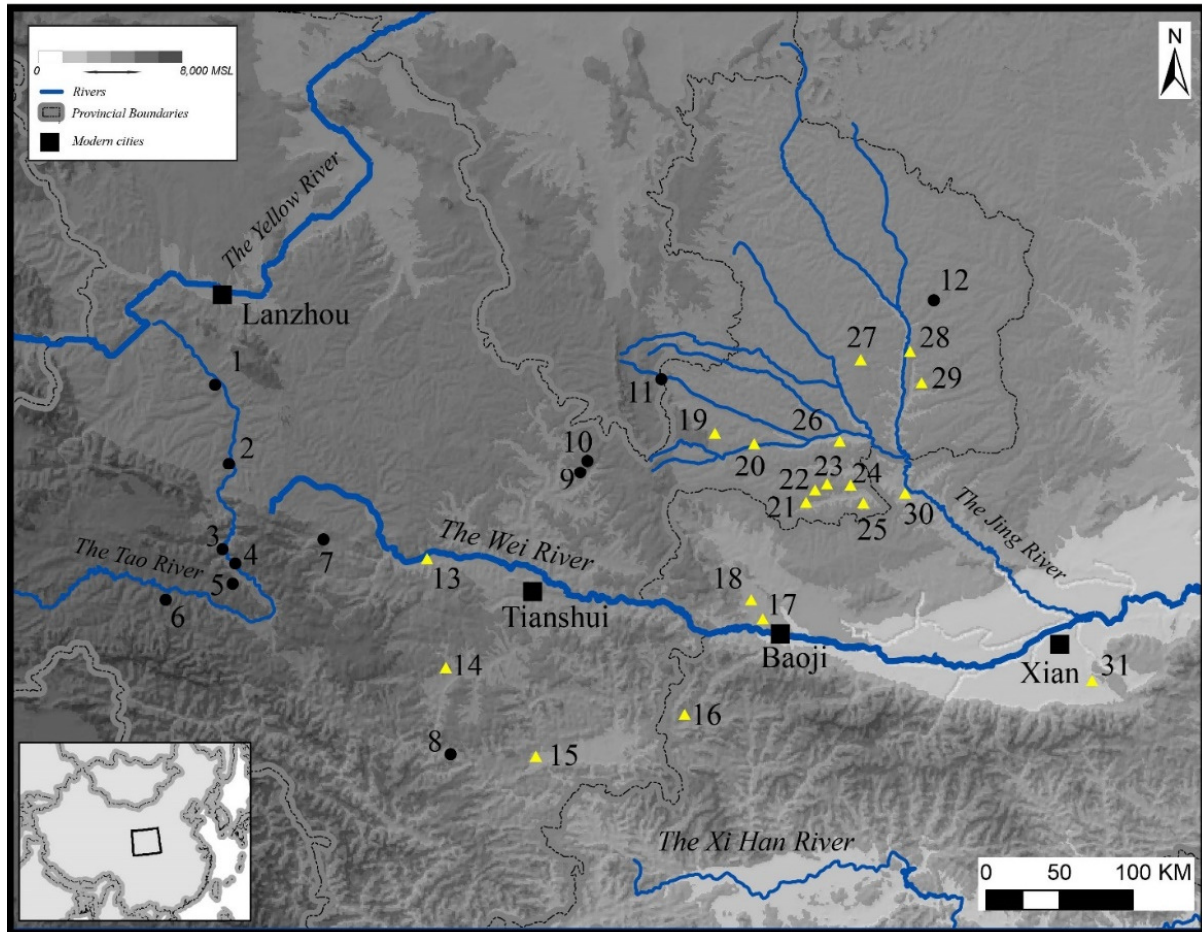 N
0
8,000 MSL
Rivers
Provincial Boundaries
Modern cities
The Yellow River
Lanzhou
12
1
27
28
29
11
2
19
26
10
20
9
23
24
22
21
25
30
The Jing River
3
The Wei River
The Tao River
4
7
5
6
13
18
Tianshui
17
Baoji
Xian
14
31
16
8
15
The Xi Han River
0 50 100 KM